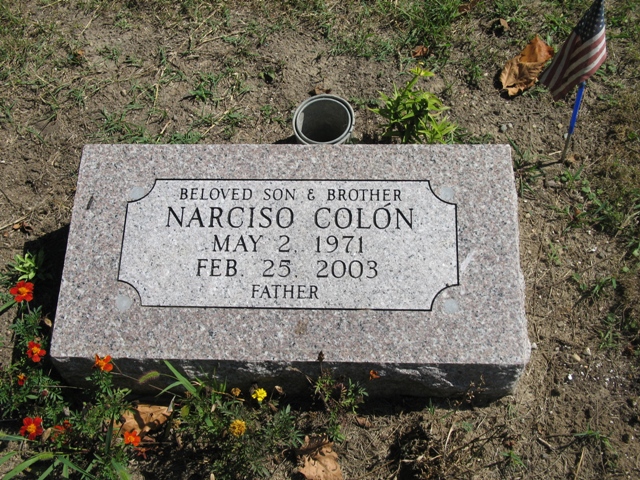 BELOVED SON & BROTHER
NARCISO COLÓN
MAY 2, 1971
FEB. 25, 2003
FATHER